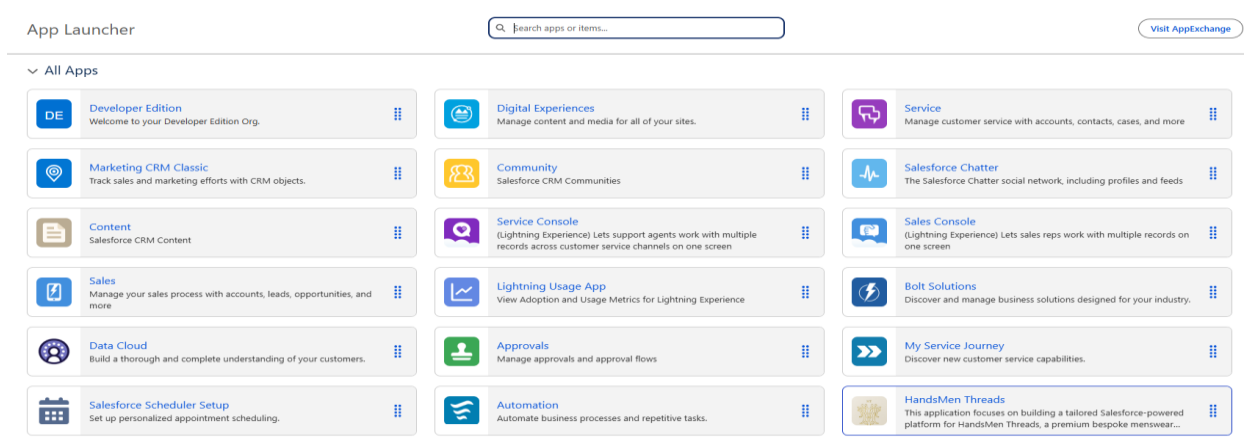 App Launcher
Search apps or items...
Visit AppExchange
All Apps
DE
Developer Edition
Welcome to your Developer Edition Org.
Digital Experiences
Manage content and media for all of your sites.
Service
Manage customer service with accounts, contacts, cases, and more
Marketing CRM Classic
Track sales and marketing efforts with CRM objects.
Community
Salesforce CRM Communities
Salesforce Chatter
The Salesforce Chatter social network, including profiles and feeds
Content
Salesforce CRM Content
Service Console
(Lightning Experience) Lets support agents work with multiple
records across customer service channels on one screen
Sales Console
(Lightning Experience) Lets sales reps work with multiple records on
one screen
Sales
Manage your sales process with accounts, leads, opportunities, and
more
Lightning Usage App
View Adoption and Usage Metrics for Lightning Experience
Bolt Solutions
Discover and manage business solutions designed for your industry.
Data Cloud
Build a thorough and complete understanding of your customers.
Approvals
Manage approvals and approval flows
My Service Journey
Discover new customer service capabilities.
Salesforce Scheduler Setup
Set up personalized appointment scheduling.
Automation
Automate business processes and repetitive tasks.
HandsMen Threads
This application focuses on building a tailored Salesforce-powered
platform for HandsMen Threads, a premium bespoke menswear...